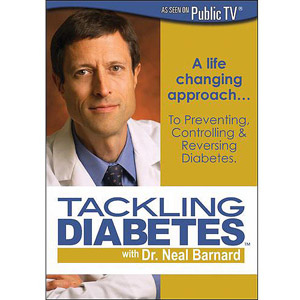 AS SEEN ON Public TV®
A life
changing
approach...
To Preventing,
Controlling &
Reversing
Diabetes.
TACKLING
DIABETES™
with Dr. Neal Barnard